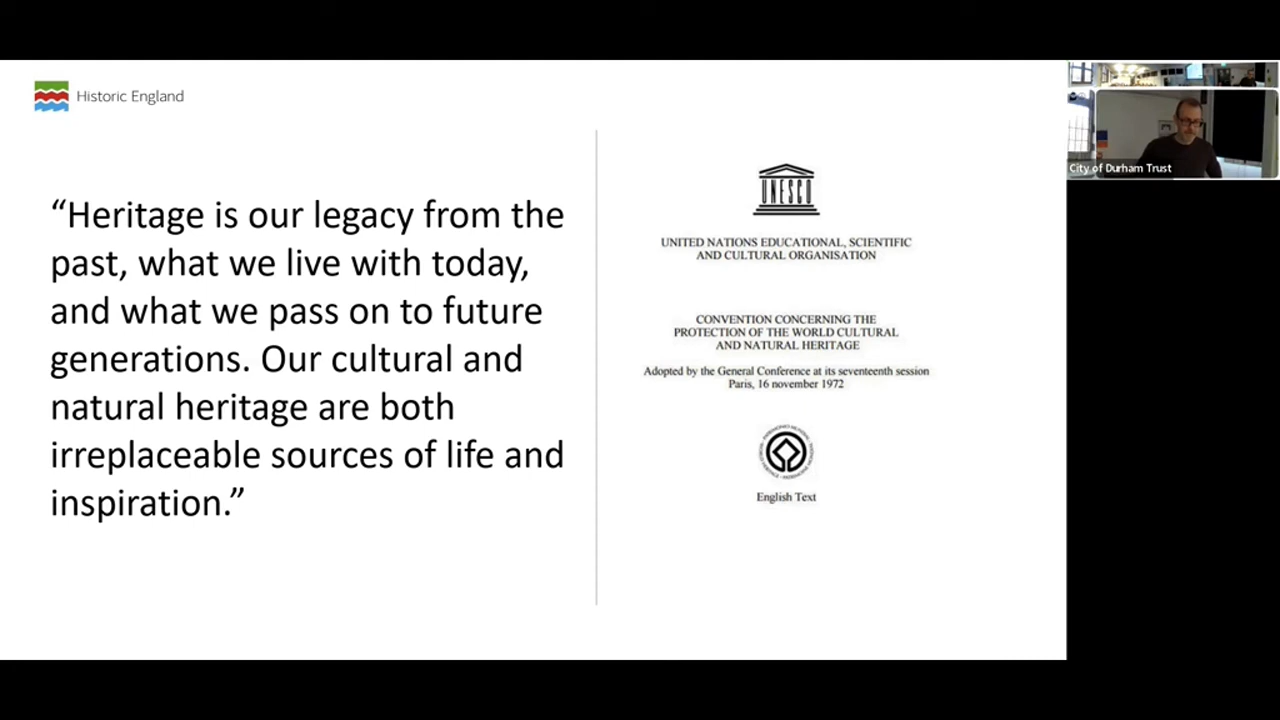 Historic England
“Heritage is our legacy from the
past, what we live with today,
and what we pass on to future
generations. Our cultural and
natural heritage are both
irreplaceable sources of life and
inspiration.”
UNESCO
UNITED NATIONS EDUCATIONAL, SCIENTIFIC
AND CULTURAL ORGANISATION
CONVENTION CONCERNING THE
PROTECTION OF THE WORLD CULTURAL
AND NATURAL HERITAGE
Adopted by the General Conference at its seventeenth session
Paris, 16 november 1972
English Text
City of Durham Trust